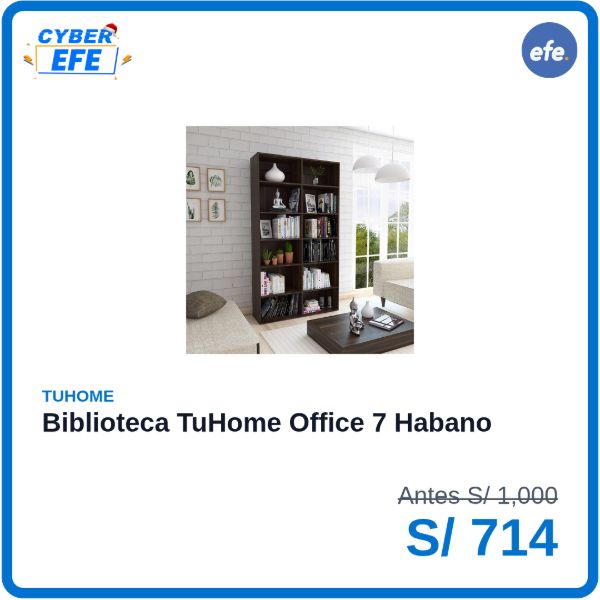 CYBER
EFE
efe.
TUHOME
Biblioteca TuHome Office 7 Habano
Antes S/ 1,000
S/ 714